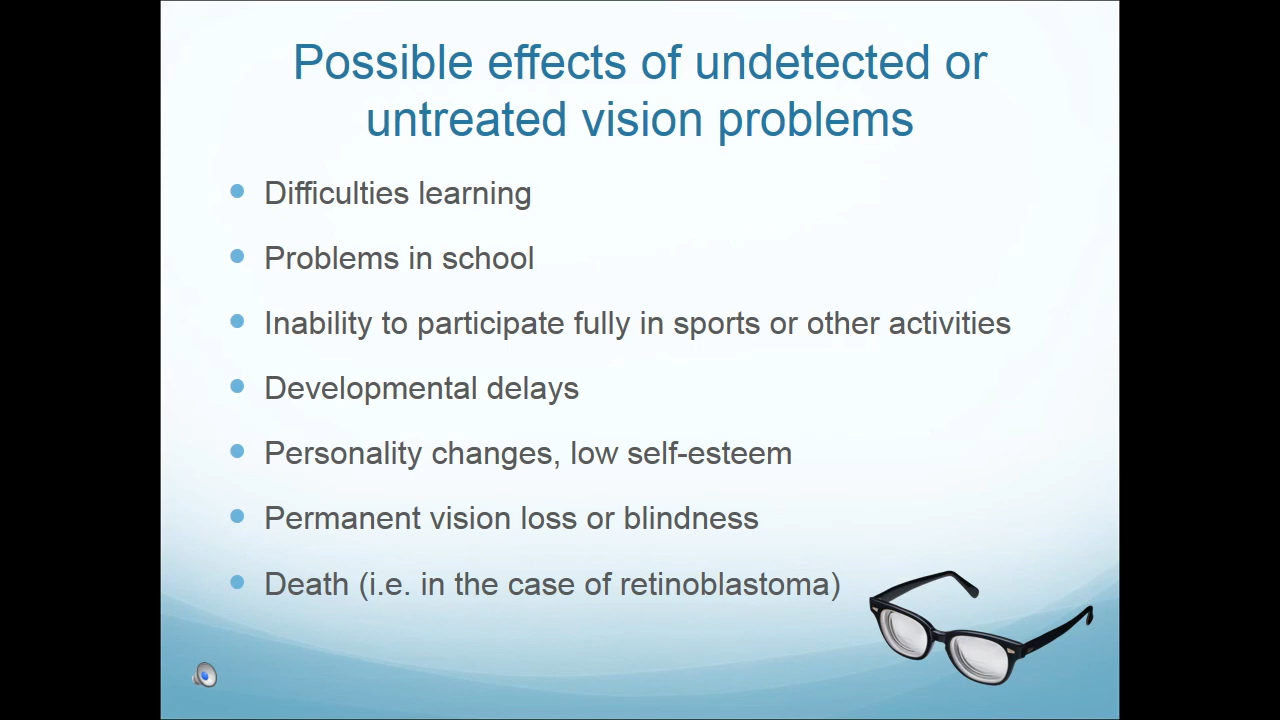 Possible effects of undetected or
untreated vision problems
Difficulties learning
Problems in school
Inability to participate fully in sports or other activities
Developmental delays
Personality changes, low self-esteem
Permanent vision loss or blindness
Death (i.e. in the case of retinoblastoma)